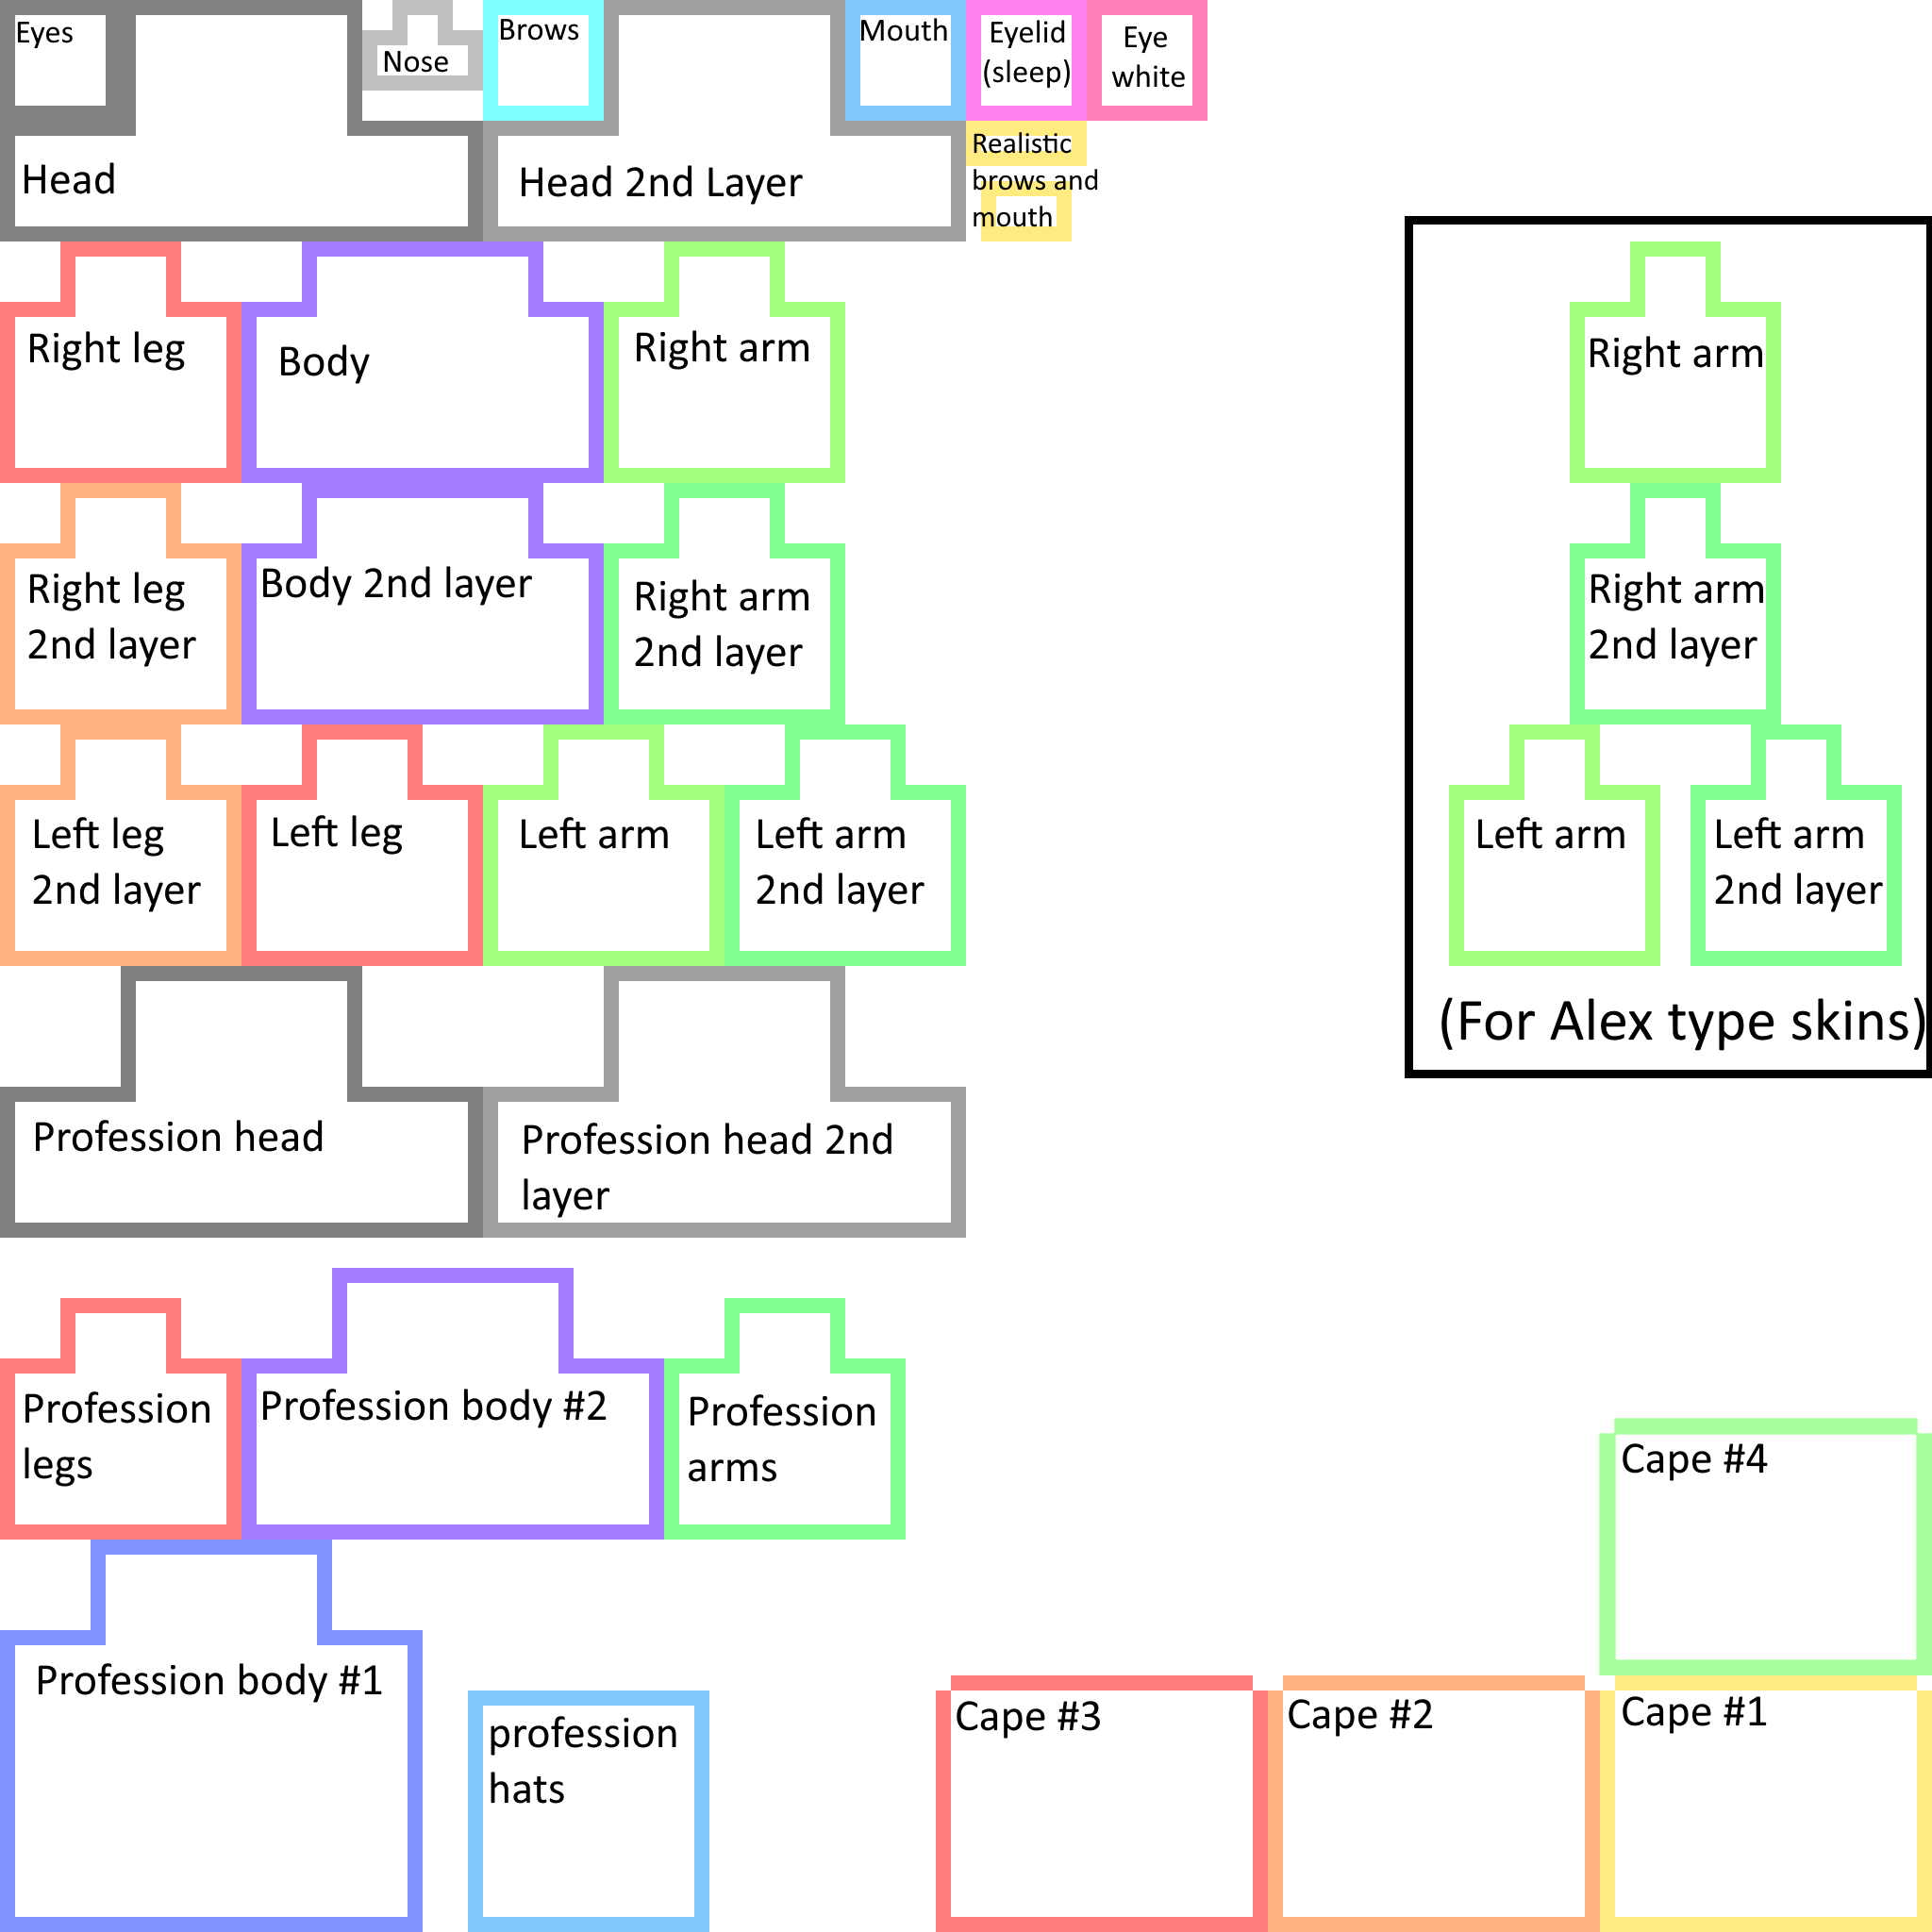 Eyes
Nose
Brows
Mouth
Eyelid
(sleep)
Eye
white
Head
Head 2nd Layer
Realistic
brows and
mouth
Right leg
Body
Right arm
Right arm
Right leg
2nd layer
Body 2nd layer
Right arm
2nd layer
Right arm
2nd layer
Left leg
2nd layer
Left leg
Left arm
Left arm
2nd layer
Left arm
Left arm
2nd layer
(For Alex type skins)
Profession head
Profession head 2nd
layer
Profession
legs
Profession body #2
Profession
arms
Cape #4
Profession body #1
profession
hats
Cape #3
Cape #2
Cape #1